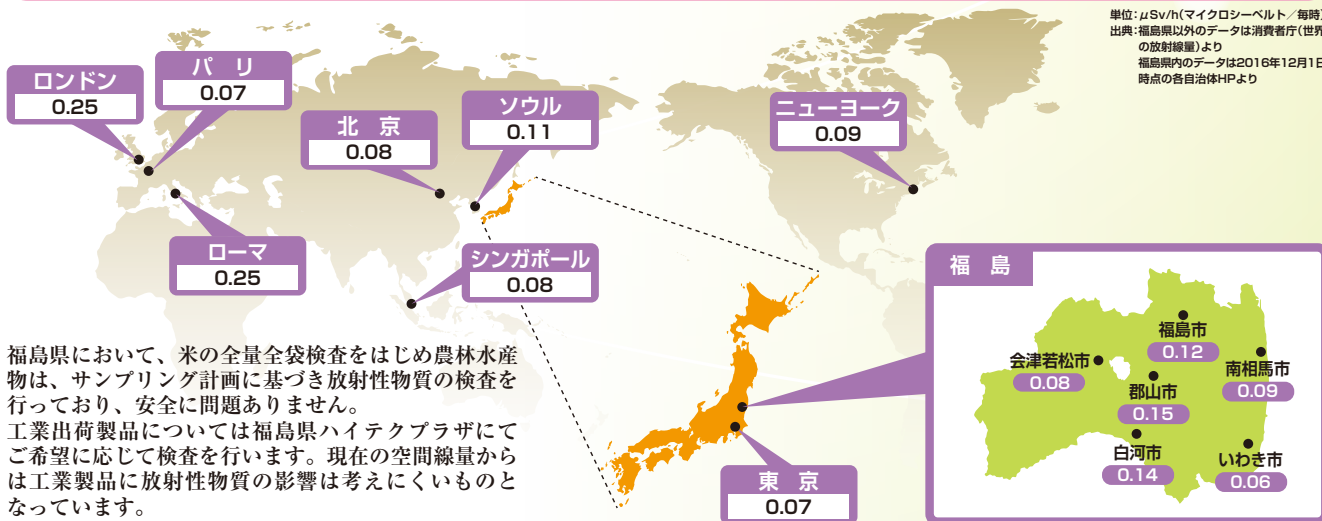 単位:μSv/h(マイクロシーベルト／毎時)
出典:福島県以外のデータは消費者庁(世界
の放射線量)より
福島県内のデータは2016年12月1日
時点の各自治体HPより
ロンドン
0.25
パ リ
0.07
北 京
0.08
ソウル
0.11
ニューヨーク
0.09
ローマ
0.25
シンガポール
0.08
福 島
福島市
0.12
会津若松市
0.08
南相馬市
0.09
郡山市
0.15
白河市
0.14
いわき市
0.06
東 京
0.07
福島県において、米の全量全袋検査をはじめ農林水産
物は、サンプリング計画に基づき放射性物質の検査を
行っており、安全に問題ありません。
工業出荷製品については福島県ハイテクプラザにて
ご希望に応じて検査を行います。現在の空間線量から
は工業製品に放射性物質の影響は考えにくいものと
なっています。